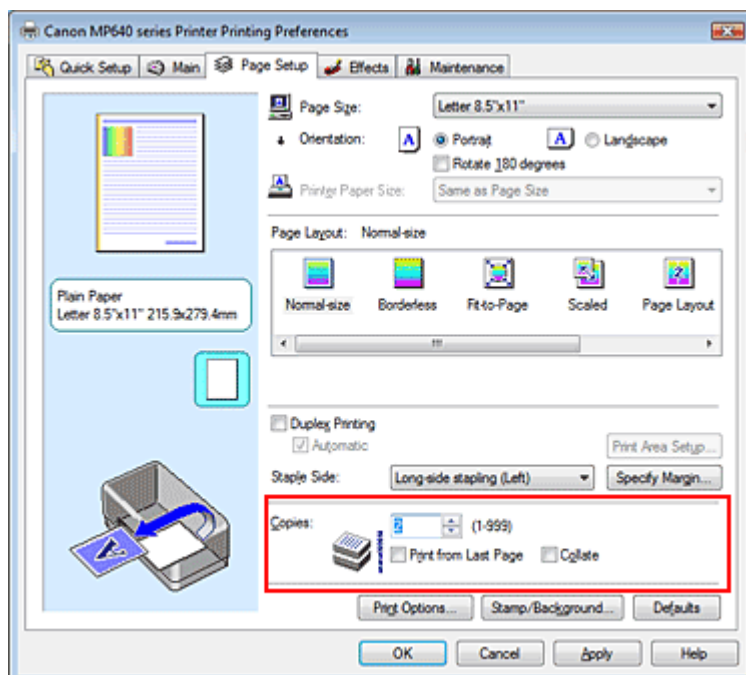 Canon MP640 series Printer Printing Preferences
Quick Setup Main Page Setup Effects Maintenance
Page Size: Letter 8.5"x11"
Orientation: A Portrait A Landscape
Rotate 180 degrees
Printer Paper Size: Same as Page Size
Page Layout: Normal-size
Normal-size Borderless Fit-to-Page Scaled Page Layout
Plain Paper
Letter 8.5"x11" 215.9x279.4mm
Duplex Printing
Automatic Print Area Setup...
Staple Side: Long-side stapling (Left) Specify Margin...
Copies: 2 (1-999)
Print from Last Page Collate
Print Options... Stamp/Background... Defaults
OK Cancel Apply Help